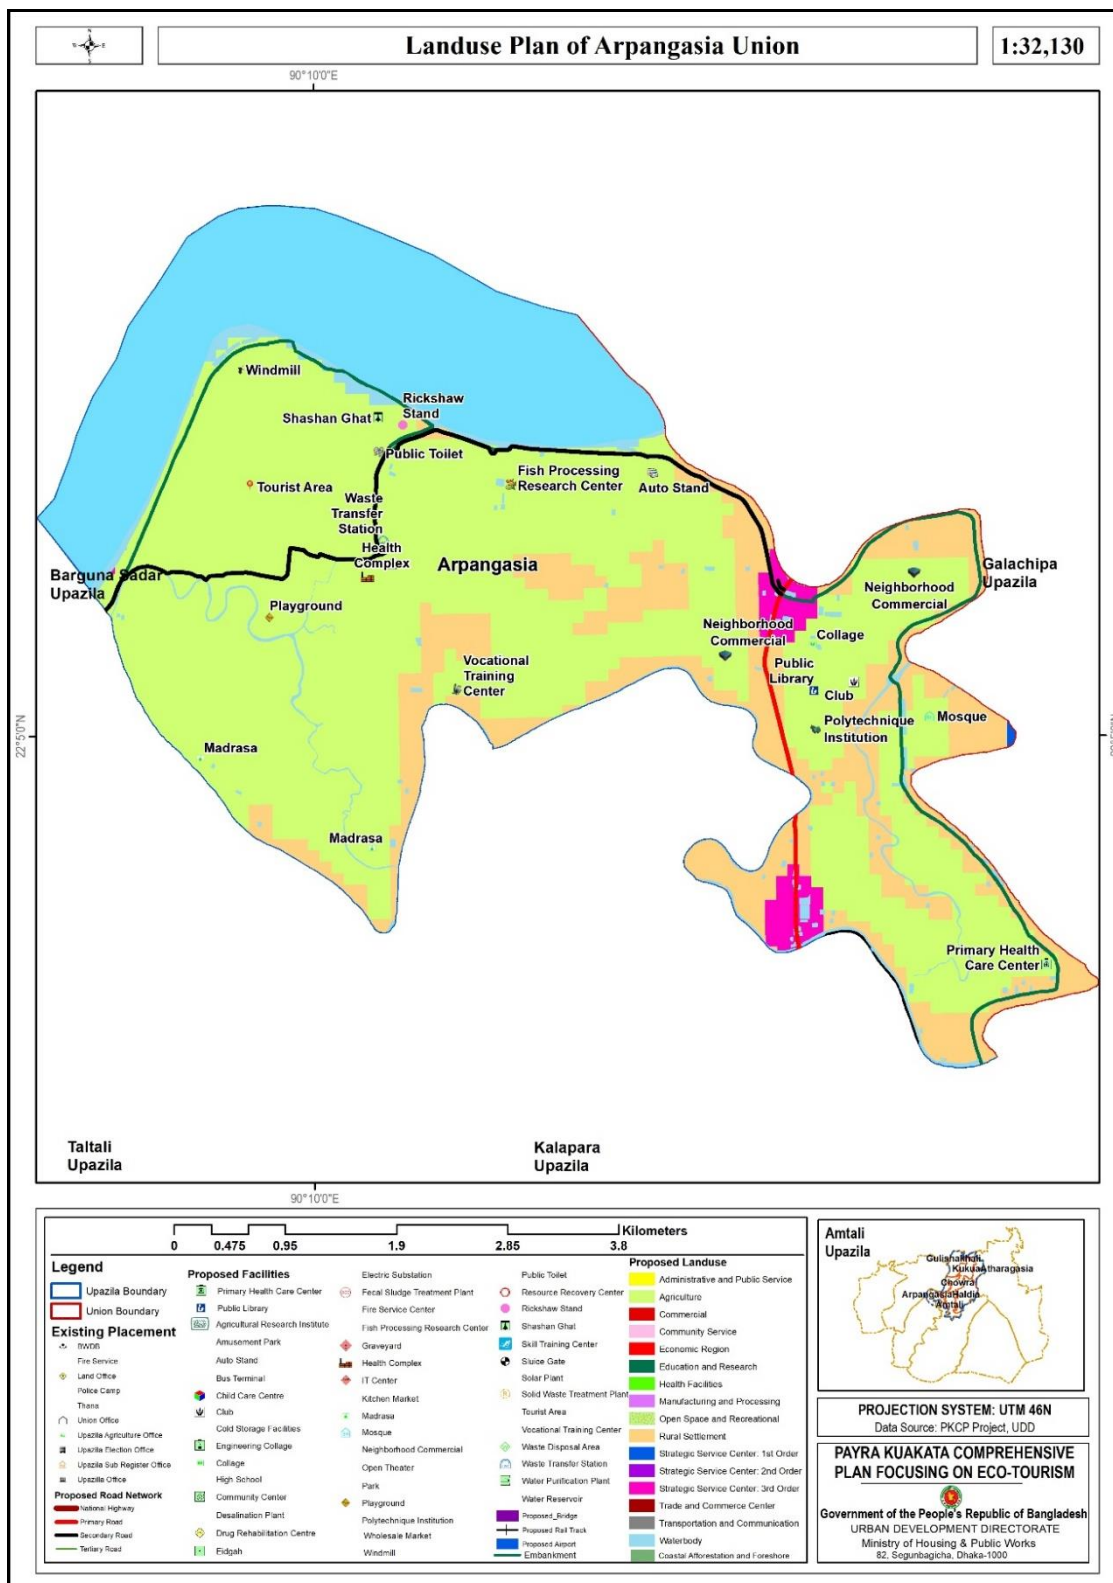 Landuse Plan of Arpangasia Union
1:32,130
90°10'0"E
22°5'0"N
Windmill
Rickshaw
Stand
Shashan Ghat
Public Toilet
Tourist Area
Waste
Transfer
Station
Health
Complex
Fish Processing
Research Center
Auto Stand
Arpangasia
Barguna Sadar
Upazila
Galachipa
Upazila
Playground
Neighborhood
Commercial
Neighborhood
Commercial
Collage
Public
Library
Club
Vocational
Training
Center
Polytechnique
Institution
Mosque
Madrasa
Madrasa
Primary Health
Care Center
Taltali
Upazila
Kalapara
Upazila
90°10'0"E
Kilometers
0 0.475 0.95 1.9 2.85 3.8
Legend
Upazila Boundary
Union Boundary
Existing Placement
BWDB
Fire Service
Land Office
Police Camp
Thana
Union Office
Upazila Agriculture Office
Upazila Election Office
Upazila Sub Register Office
Upazila Office
Proposed Road Network
National Highway
Primary Road
Secondary Road
Tertiary Road
Proposed Facilities
Primary Health Care Center
Public Library
Agricultural Research Institute
Amusement Park
Auto Stand
Bus Terminal
Child Care Centre
Club
Cold Storage Facilities
Engineering Collage
Collage
High School
Community Center
Desalination Plant
Drug Rehabilitation Centre
Eidgah
Electric Substation
Fecal Sludge Treatment Plant
Fire Service Center
Fish Processing Research Center
Graveyard
Health Complex
IT Center
Kitchen Market
Madrasa
Mosque
Neighborhood Commercial
Open Theater
Park
Playground
Polytechnique Institution
Wholesale Market
Windmill
Public Toilet
Resource Recovery Center
Rickshaw Stand
Shashan Ghat
Skill Training Center
Sluice Gate
Solar Plant
Solid Waste Treatment Plant
Tourist Area
Vocational Training Center
Waste Disposal Area
Waste Transfer Station
Water Purification Plant
Water Reservoir
Proposed_Bridge
Proposed Rail Track
Proposed Airport
Embankment
Proposed Landuse
Administrative and Public Service
Agriculture
Commercial
Community Service
Economic Region
Education and Research
Health Facilities
Manufacturing and Processing
Open Space and Recreational
Rural Settlement
Strategic Service Center: 1st Order
Strategic Service Center: 2nd Order
Strategic Service Center: 3rd Order
Trade and Commerce Center
Transportation and Communication
Waterbody
Coastal Afforestation and Foreshore
Amtali
Upazila
Gulishakhali
Kukua Atharagasia
Chowra
Arpangasia Haldia
Amtali
PROJECTION SYSTEM: UTM 46N
Data Source: PKCP Project, UDD
PAYRA KUAKATA COMPREHENSIVE
PLAN FOCUSING ON ECO-TOURISM
Government of the People's Republic of Bangladesh
URBAN DEVELOPMENT DIRECTORATE
Ministry of Housing & Public Works
82, Segunbagicha, Dhaka-1000